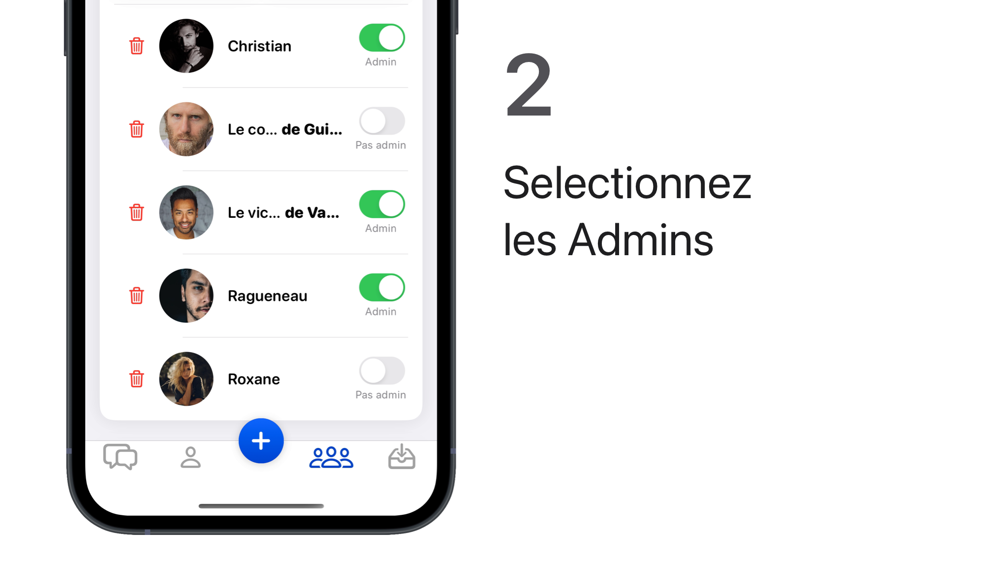 Christian
Admin
Le co... de Gui...
Pas admin
Le vic... de Va...
Admin
Ragueneau
Admin
Roxane
Pas admin
2
Selectionnez
les Admins